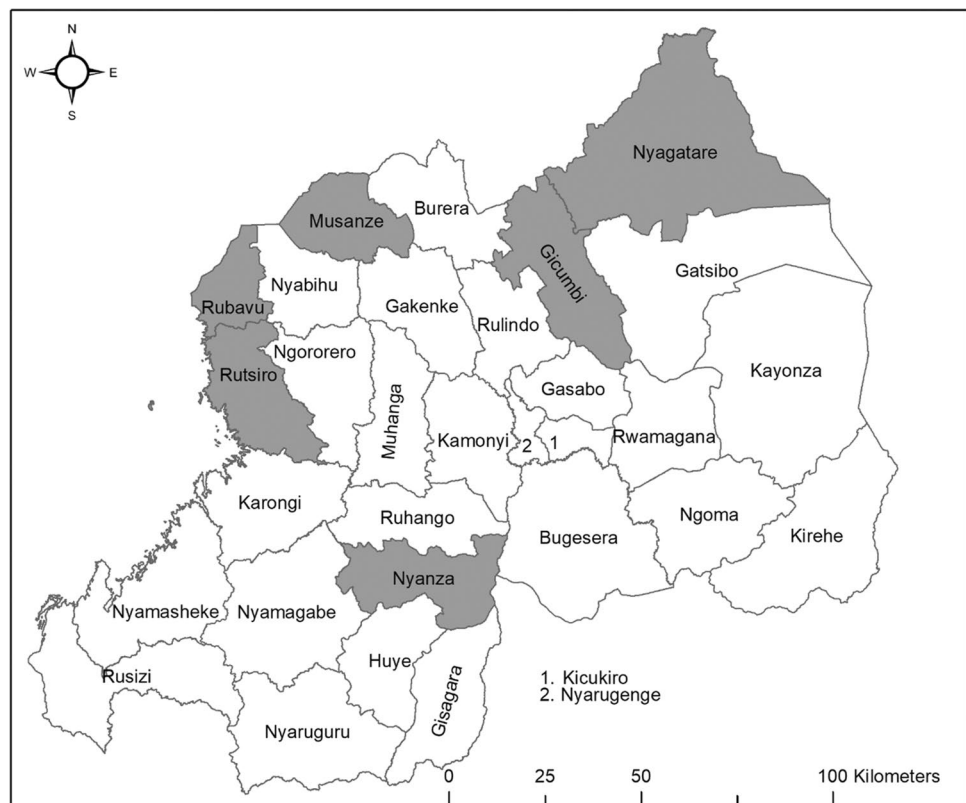 N
W E
S
Nyagatare
Musanze
Burera
Gicumbi
Gatsibo
Nyabihu
Rubavu
Gakenke
Rulindo
Ngororero
Kayonza
Rutsiro
Gasabo
Muhanga
Kamonyi
2 1
Rwamagana
Karongi
Ruhango
Ngoma
Bugesera
Kirehe
Nyanza
Nyamasheke
Nyamagabe
Huye
Rusizi
Gisagara
Nyaruguru
1. Kicukiro
2. Nyarugenge
0 25 50 100 Kilometers